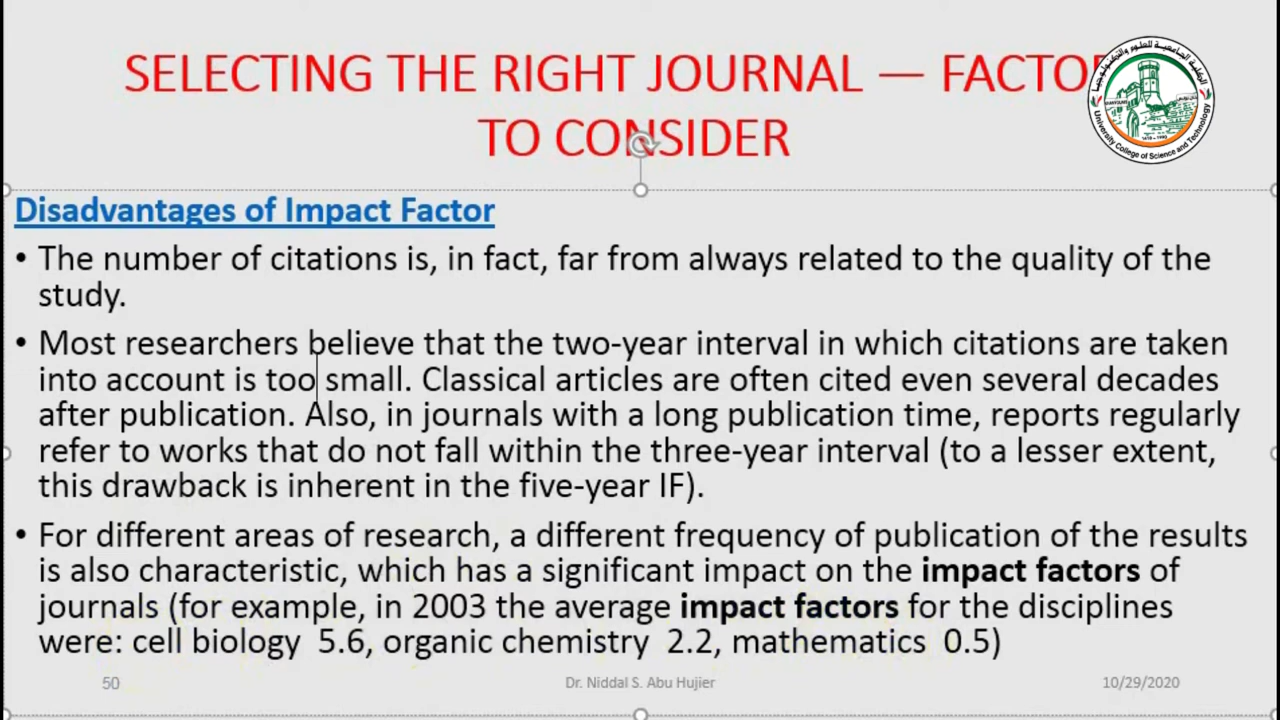 SELECTING THE RIGHT JOURNAL — FACTO
TO CONSIDER
University College of Science and Technology
Disadvantages of Impact Factor
• The number of citations is, in fact, far from always related to the quality of the
study.
• Most researchers believe that the two-year interval in which citations are taken
into account is too small. Classical articles are often cited even several decades
after publication. Also, in journals with a long publication time, reports regularly
refer to works that do not fall within the three-year interval (to a lesser extent,
this drawback is inherent in the five-year IF).
• For different areas of research, a different frequency of publication of the results
is also characteristic, which has a significant impact on the impact factors of
journals (for example, in 2003 the average impact factors for the disciplines
were: cell biology 5.6, organic chemistry 2.2, mathematics 0.5)
50
Dr. Niddal S. Abu Hujier
10/29/2020